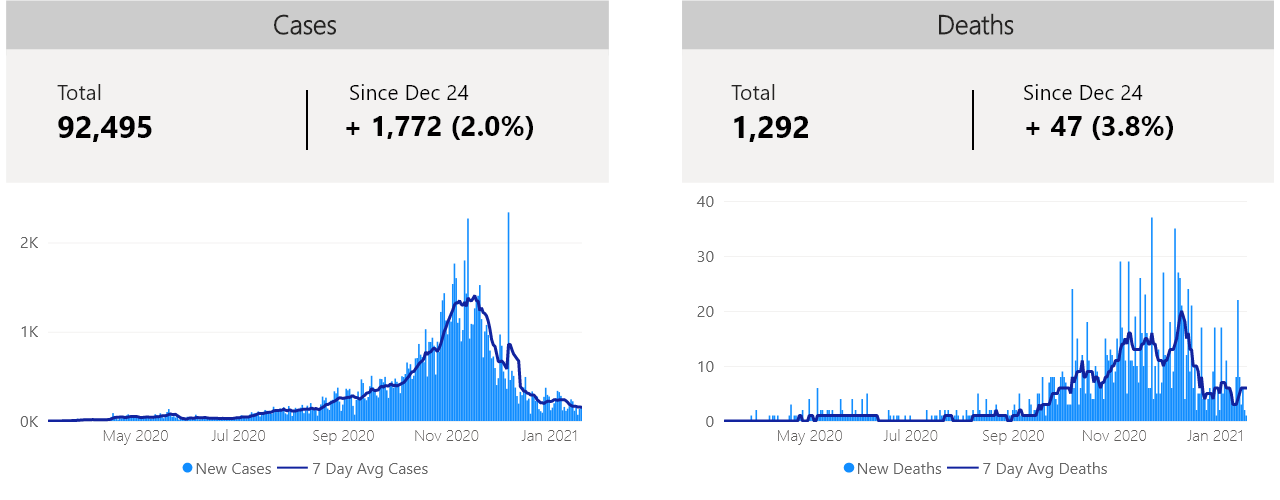 Cases
Total
92,495
Since Dec 24
+ 1,772 (2.0%)
2K
1K
0K
May 2020 Jul 2020 Sep 2020 Nov 2020 Jan 2021
New Cases 7 Day Avg Cases
Deaths
Total
1,292
Since Dec 24
+ 47 (3.8%)
40
30
20
10
0
May 2020 Jul 2020 Sep 2020 Nov 2020 Jan 2021
New Deaths 7 Day Avg Deaths